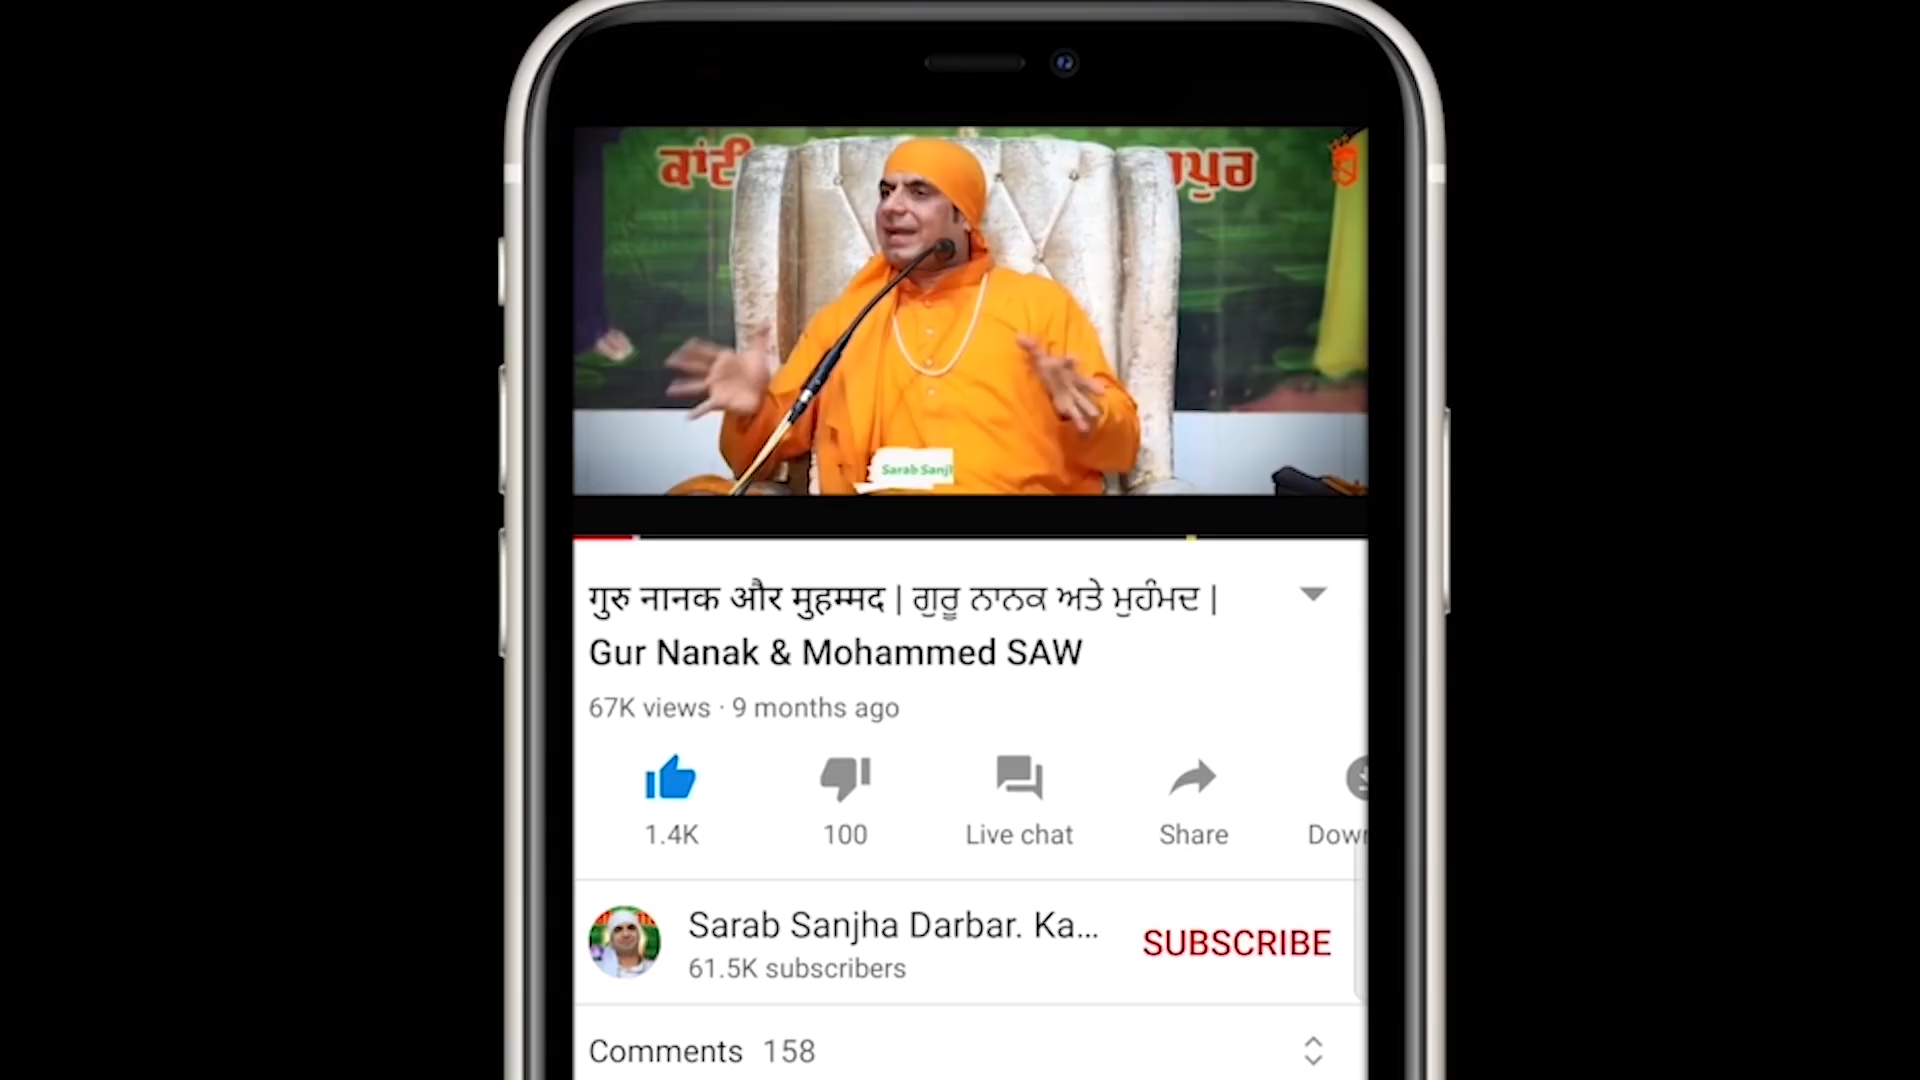 गुरु नानक और मुहम्मद | ਗੁਰੂ ਨਾਨਕ ਅਤੇ ਮੁਹੰਮਦ |
Gur Nanak & Mohammed SAW
67K views · 9 months ago
1.4K 100 Live chat Share
Sarab Sanjha Darbar. Ka...
SUBSCRIBE
61.5K subscribers
Comments 158